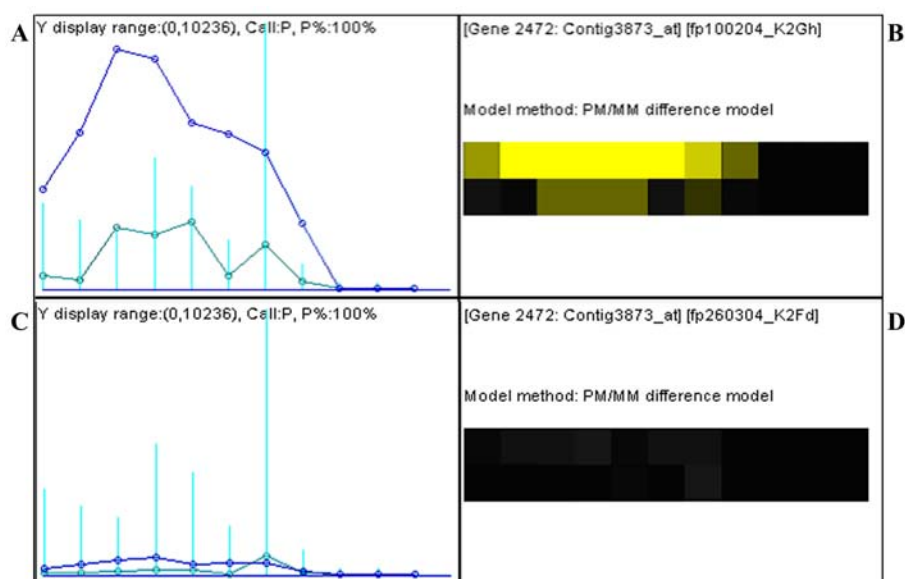 A
Y display range:(0,10236), Call:P, P%:100%
[Gene 2472: Contig3873_at] [fp100204_K2Gh]
B
Model method: PM/MM difference model
C
Y display range:(0,10236), Call:P, P%:100%
[Gene 2472: Contig3873_at] [fp260304_K2Fd]
D
Model method: PM/MM difference model